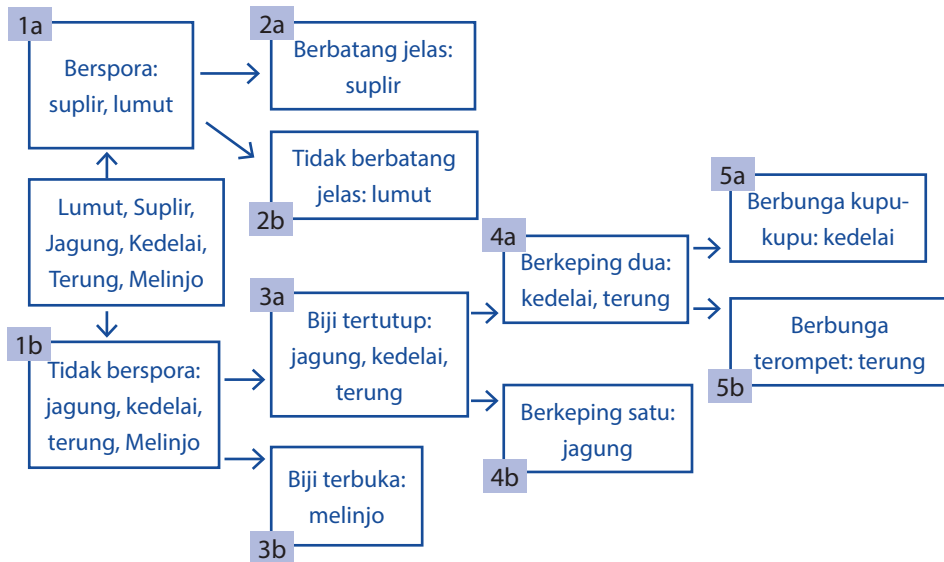 1a
Berspora:
suplir, lumut
2a
Berbatang jelas:
suplir
Tidak berbatang
jelas: lumut
2b
Lumut, Suplir,
Jagung, Kedelai,
Terung, Melinjo
1b
Tidak berspora:
jagung, kedelai,
terung, Melinjo
3a
Biji tertutup:
jagung, kedelai,
terung
Biji terbuka:
melinjo
3b
4a
Berkeping dua:
kedelai, terung
Berkeping satu:
jagung
4b
5a
Berbunga kupu-
kupu: kedelai
Berbunga
terompet: terung
5b